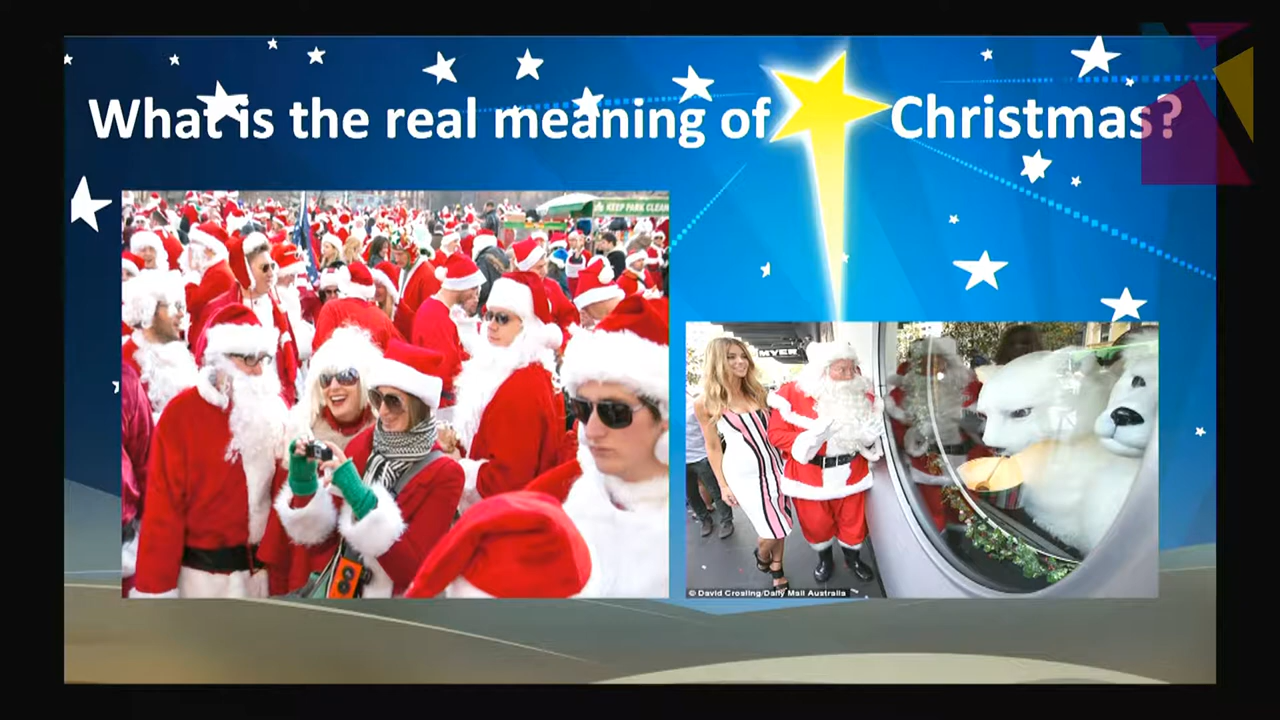 What is the real meaning of Christmas?
KEEP PARK CLEAN
MYER
© David Crosling/Daily Mail Australia